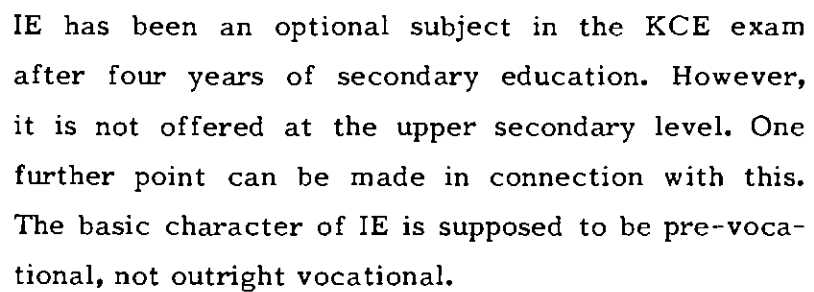 IE has been an optional subject in the KCE exam
after four years of secondary education. However,
it is not offered at the upper secondary level. One
further point can be made in connection with this.
The basic character of IE is supposed to be pre-voca-
tional, not outright vocational.